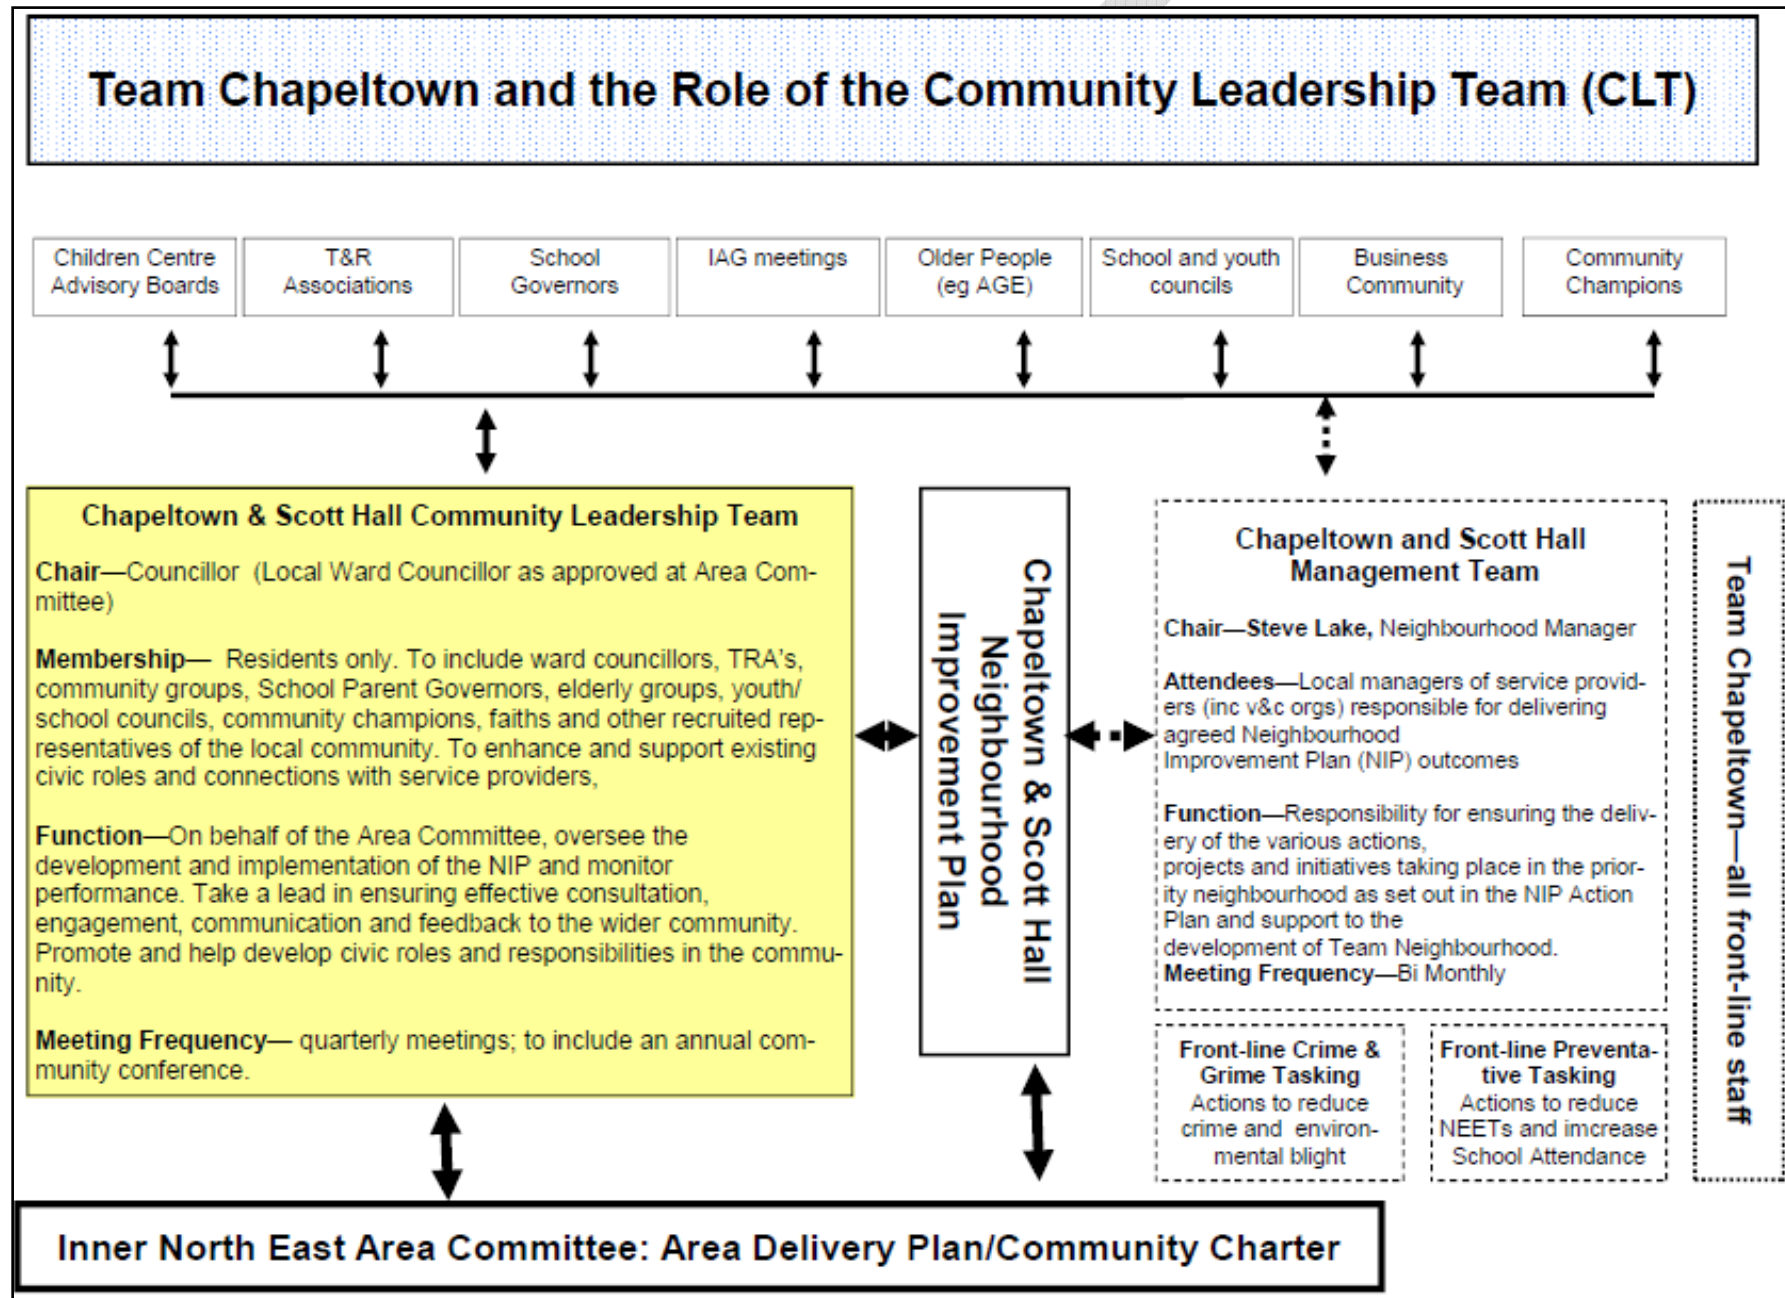 Team Chapeltown and the Role of the Community Leadership Team (CLT)
Children Centre
Advisory Boards
T&R
Associations
School
Governors
IAG meetings
Older People
(eg AGE)
School and youth
councils
Business
Community
Community
Champions
Chapeltown & Scott Hall Community Leadership Team
Chair—Councillor (Local Ward Councillor as approved at Area Com-
mittee)
Membership— Residents only. To include ward councillors, TRA's,
community groups, School Parent Governors, elderly groups, youth/
school councils, community champions, faiths and other recruited rep-
resentatives of the local community. To enhance and support existing
civic roles and connections with service providers,
Function—On behalf of the Area Committee, oversee the
development and implementation of the NIP and monitor
performance. Take a lead in ensuring effective consultation,
engagement, communication and feedback to the wider community.
Promote and help develop civic roles and responsibilities in the commu-
nity.
Meeting Frequency— quarterly meetings; to include an annual com-
munity conference.
Chapeltown & Scott Hall
Neighbourhood
Improvement Plan
Chapeltown and Scott Hall
Management Team
Chair—Steve Lake, Neighbourhood Manager
Attendees—Local managers of service provid-
ers (inc v&c orgs) responsible for delivering
agreed Neighbourhood
Improvement Plan (NIP) outcomes
Function—Responsibility for ensuring the deliv-
ery of the various actions,
projects and initiatives taking place in the prior-
ity neighbourhood as set out in the NIP Action
Plan and support to the
development of Team Neighbourhood.
Meeting Frequency—Bi Monthly
Front-line Crime &
Grime Tasking
Actions to reduce
crime and environ-
mental blight
Front-line Preventa-
tive Tasking
Actions to reduce
NEETs and imcrease
School Attendance
Team Chapeltown—all front-line staff
Inner North East Area Committee: Area Delivery Plan/Community Charter